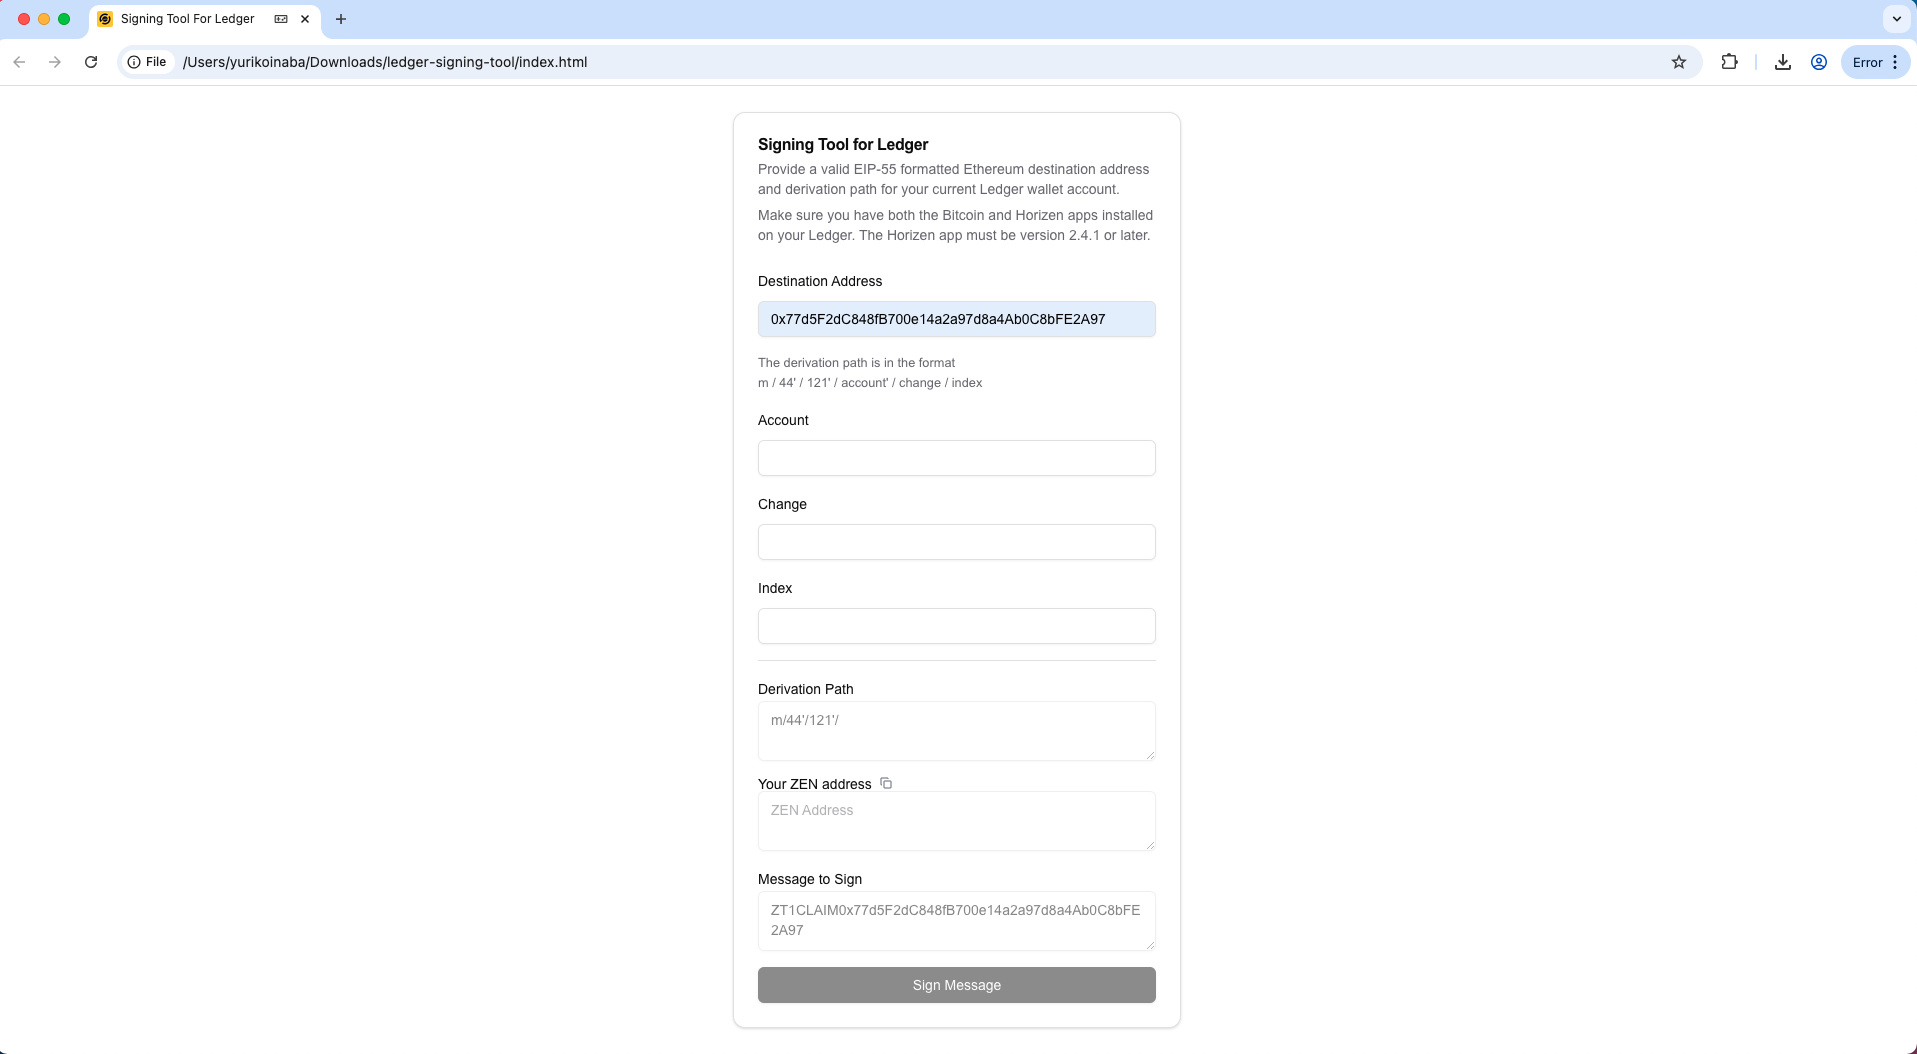 Signing Tool For Ledger
File
/Users/yurikoinaba/Downloads/ledger-signing-tool/index.html
Error
Signing Tool for Ledger
Provide a valid EIP-55 formatted Ethereum destination address
and derivation path for your current Ledger wallet account.
Make sure you have both the Bitcoin and Horizen apps installed
on your Ledger. The Horizen app must be version 2.4.1 or later.
Destination Address
0x77d5F2dC848fB700e14a2a97d8a4Ab0C8bFE2A97
The derivation path is in the format
m / 44' / 121' / account' / change / index
Account
Change
Index
Derivation Path
m/44'/121'/
Your ZEN address
ZEN Address
Message to Sign
ZT1CLAIM0x77d5F2dC848fB700e14a2a97d8a4Ab0C8bFE
2A97
Sign Message